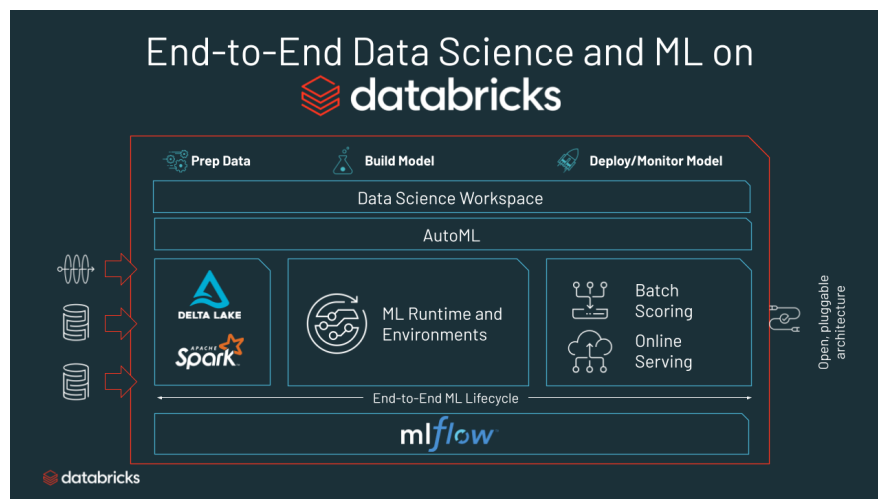 End-to-End Data Science and ML on
databricks
Prep Data
Build Model
Deploy/Monitor Model
Data Science Workspace
AutoML
DELTA LAKE
APACHE
Spark
ML Runtime and
Environments
Batch
Scoring
Online
Serving
Open, pluggable
architecture
End-to-End ML Lifecycle
mlflow
databricks